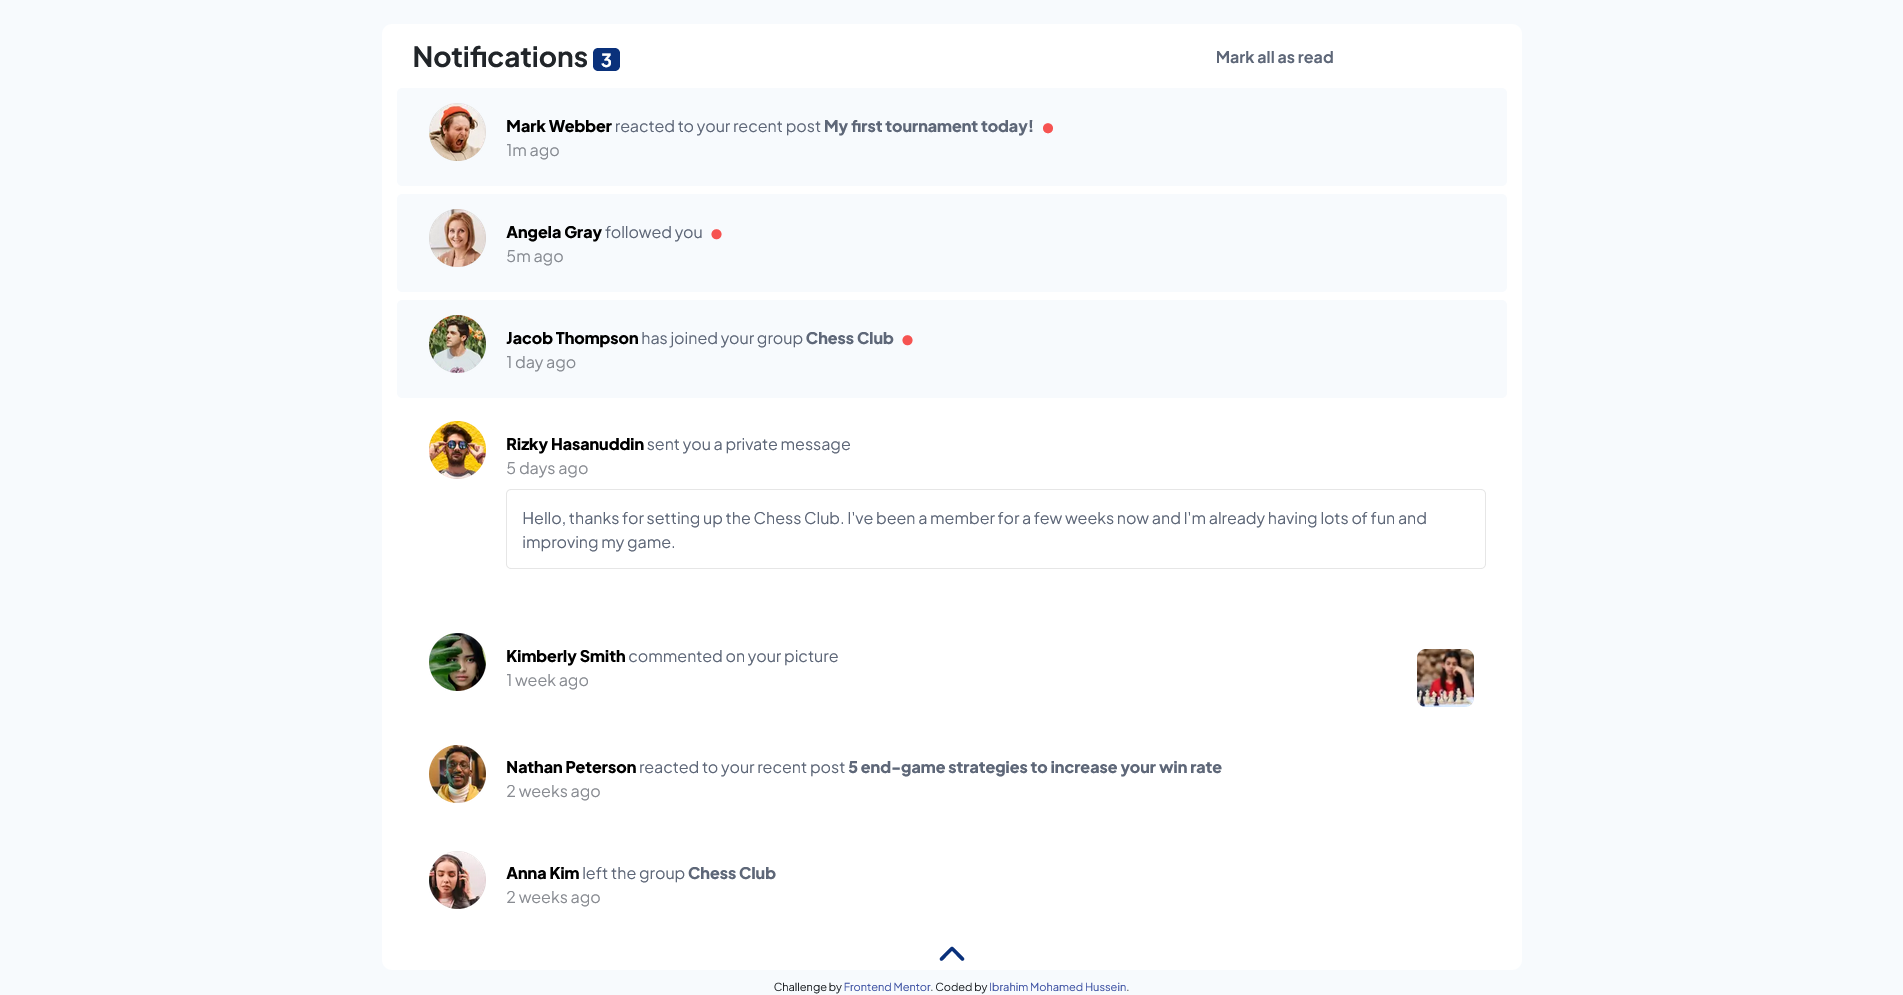 Notifications 3
Mark all as read
Mark Webber reacted to your recent post My first tournament today!
1m ago
Angela Gray followed you
5m ago
Jacob Thompson has joined your group Chess Club
1 day ago
Rizky Hasanuddin sent you a private message
5 days ago
Hello, thanks for setting up the Chess Club. I've been a member for a few weeks now and I'm already having lots of fun and
improving my game.
Kimberly Smith commented on your picture
1 week ago
Nathan Peterson reacted to your recent post 5 end-game strategies to increase your win rate
2 weeks ago
Anna Kim left the group Chess Club
2 weeks ago
Challenge by Frontend Mentor. Coded by Ibrahim Mohamed Hussein.